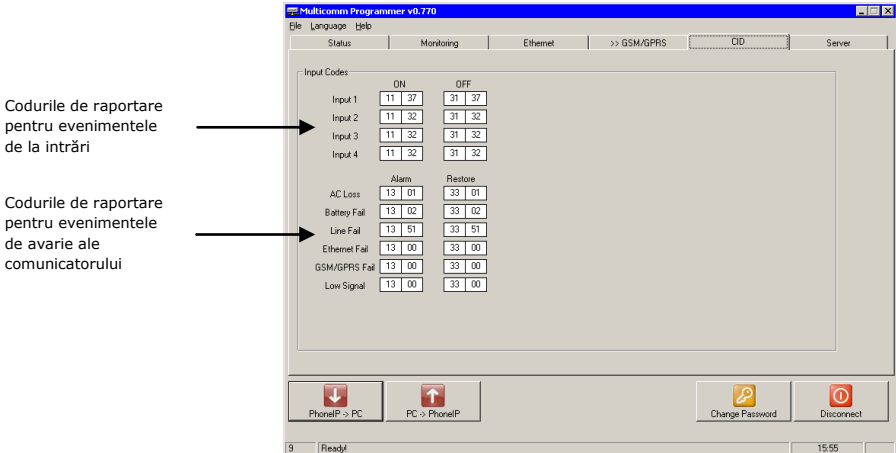 Multicomm Programmer v0.770
File Language Help
Status Monitoring Ethernet >> GSM/GPRS CID Server
Input Codes
ON OFF
Input 1 11 37 31 37
Input 2 11 32 31 32
Input 3 11 32 31 32
Input 4 11 32 31 32
Codurile de raportare
pentru evenimentele
de la intrări
Alarm Restore
AC Loss 13 01 33 01
Battery Fail 13 02 33 02
Line Fail 13 51 33 51
Ethernet Fail 13 00 33 00
GSM/GPRS Fail 13 00 33 00
Low Signal 13 00 33 00
Codurile de raportare
pentru evenimentele
de avarie ale
comunicatorului
PhoneIP -> PC PC -> PhoneIP Change Password Disconnect
9 Ready! 15:55